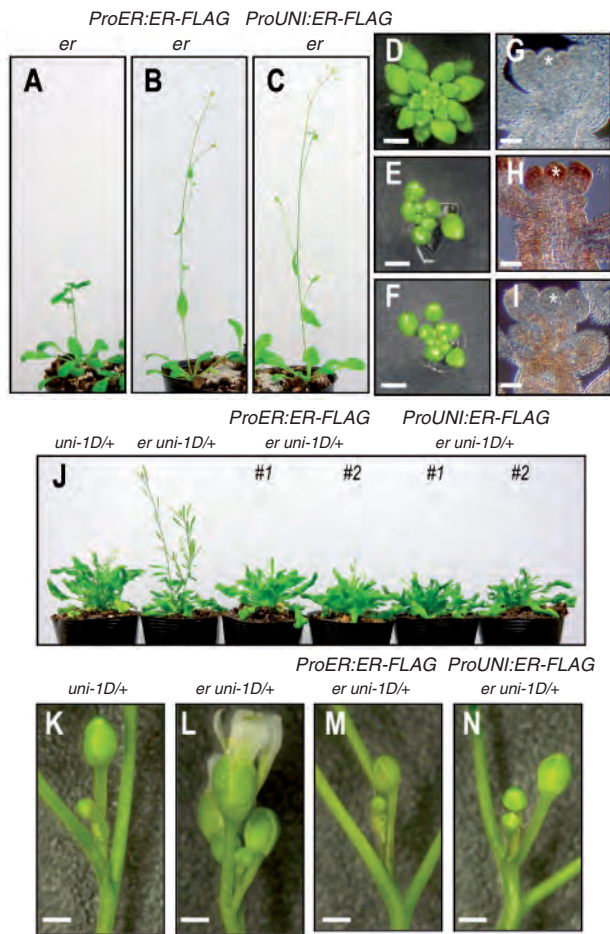 ProER:ER-FLAG ProUNI:ER-FLAG
er er er
A B C D G
E H
F I
ProER:ER-FLAG ProUNI:ER-FLAG
uni-1D/+ er uni-1D/+ er uni-1D/+ er uni-1D/+
J #1 #2 #1 #2
ProER:ER-FLAG ProUNI:ER-FLAG
uni-1D/+ er uni-1D/+ er uni-1D/+ er uni-1D/+
K L M N